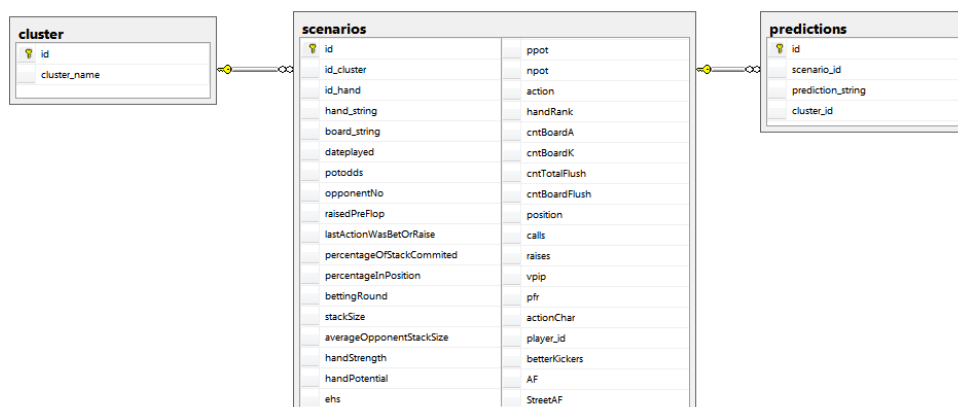 cluster
id
cluster_name
scenarios
id
id_cluster
id_hand
hand_string
board_string
dateplayed
potodds
opponentNo
raisedPreFlop
lastActionWasBetOrRaise
percentageOfStackCommited
percentageInPosition
bettingRound
stackSize
averageOpponentStackSize
handStrength
handPotential
ehs
ppot
npot
action
handRank
cntBoardA
cntBoardK
cntTotalFlush
cntBoardFlush
position
calls
raises
vpip
pfr
actionChar
player_id
betterKickers
AF
StreetAF
predictions
id
scenario_id
prediction_string
cluster_id